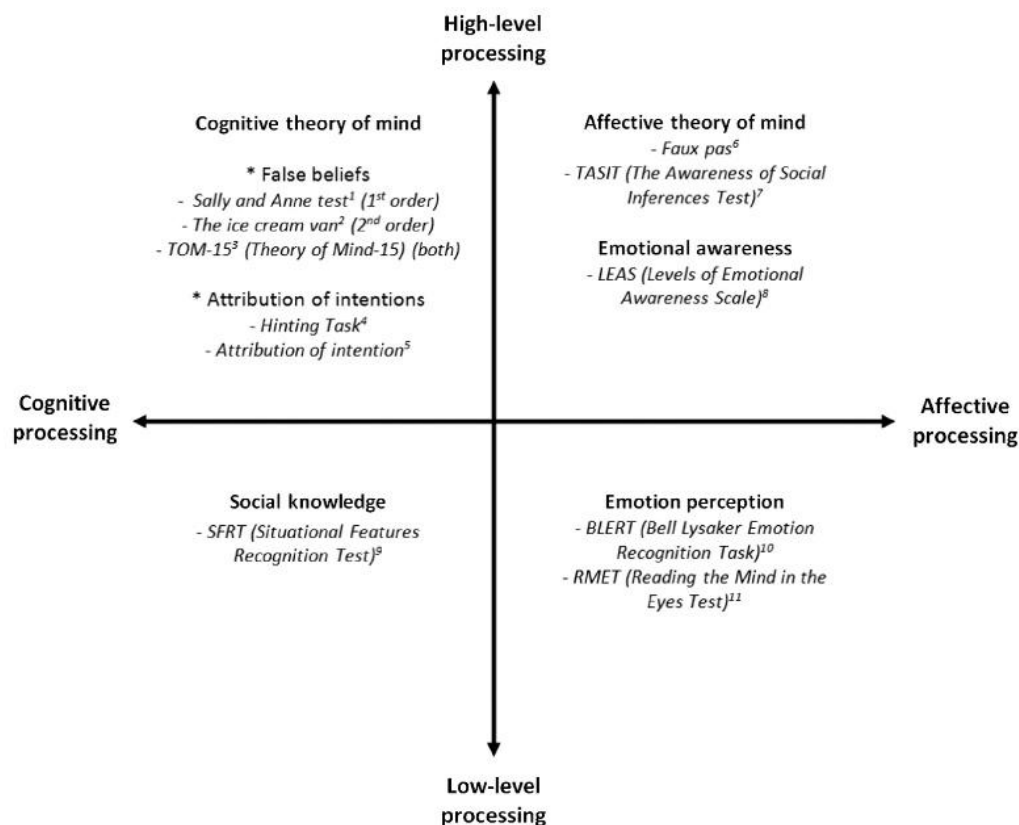 High-level
processing
Cognitive theory of mind
* False beliefs
- Sally and Anne test¹ (1ˢᵗ order)
- The ice cream van² (2ⁿᵈ order)
- TOM-15³ (Theory of Mind-15) (both)
* Attribution of intentions
- Hinting Task⁴
- Attribution of intention⁵
Affective theory of mind
- Faux pas⁶
- TASIT (The Awareness of Social
Inferences Test)⁷
Emotional awareness
- LEAS (Levels of Emotional
Awareness Scale)⁸
Cognitive
processing
Affective
processing
Social knowledge
- SFRT (Situational Features
Recognition Test)⁹
Emotion perception
- BLERT (Bell Lysaker Emotion
Recognition Task)¹⁰
- RMET (Reading the Mind in the
Eyes Test)¹¹
Low-level
processing